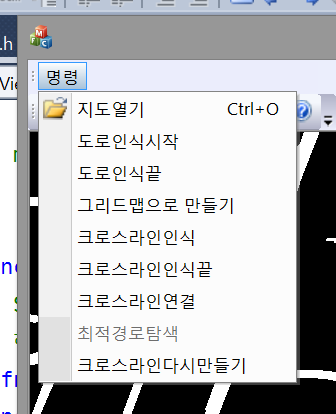 .h
View
명령
지도열기 Ctrl+O
도로인식시작
도로인식끝
그리드맵으로 만들기
크로스라인인식
크로스라인인식끝
크로스라인연결
최적경로탐색
크로스라인다시만들기